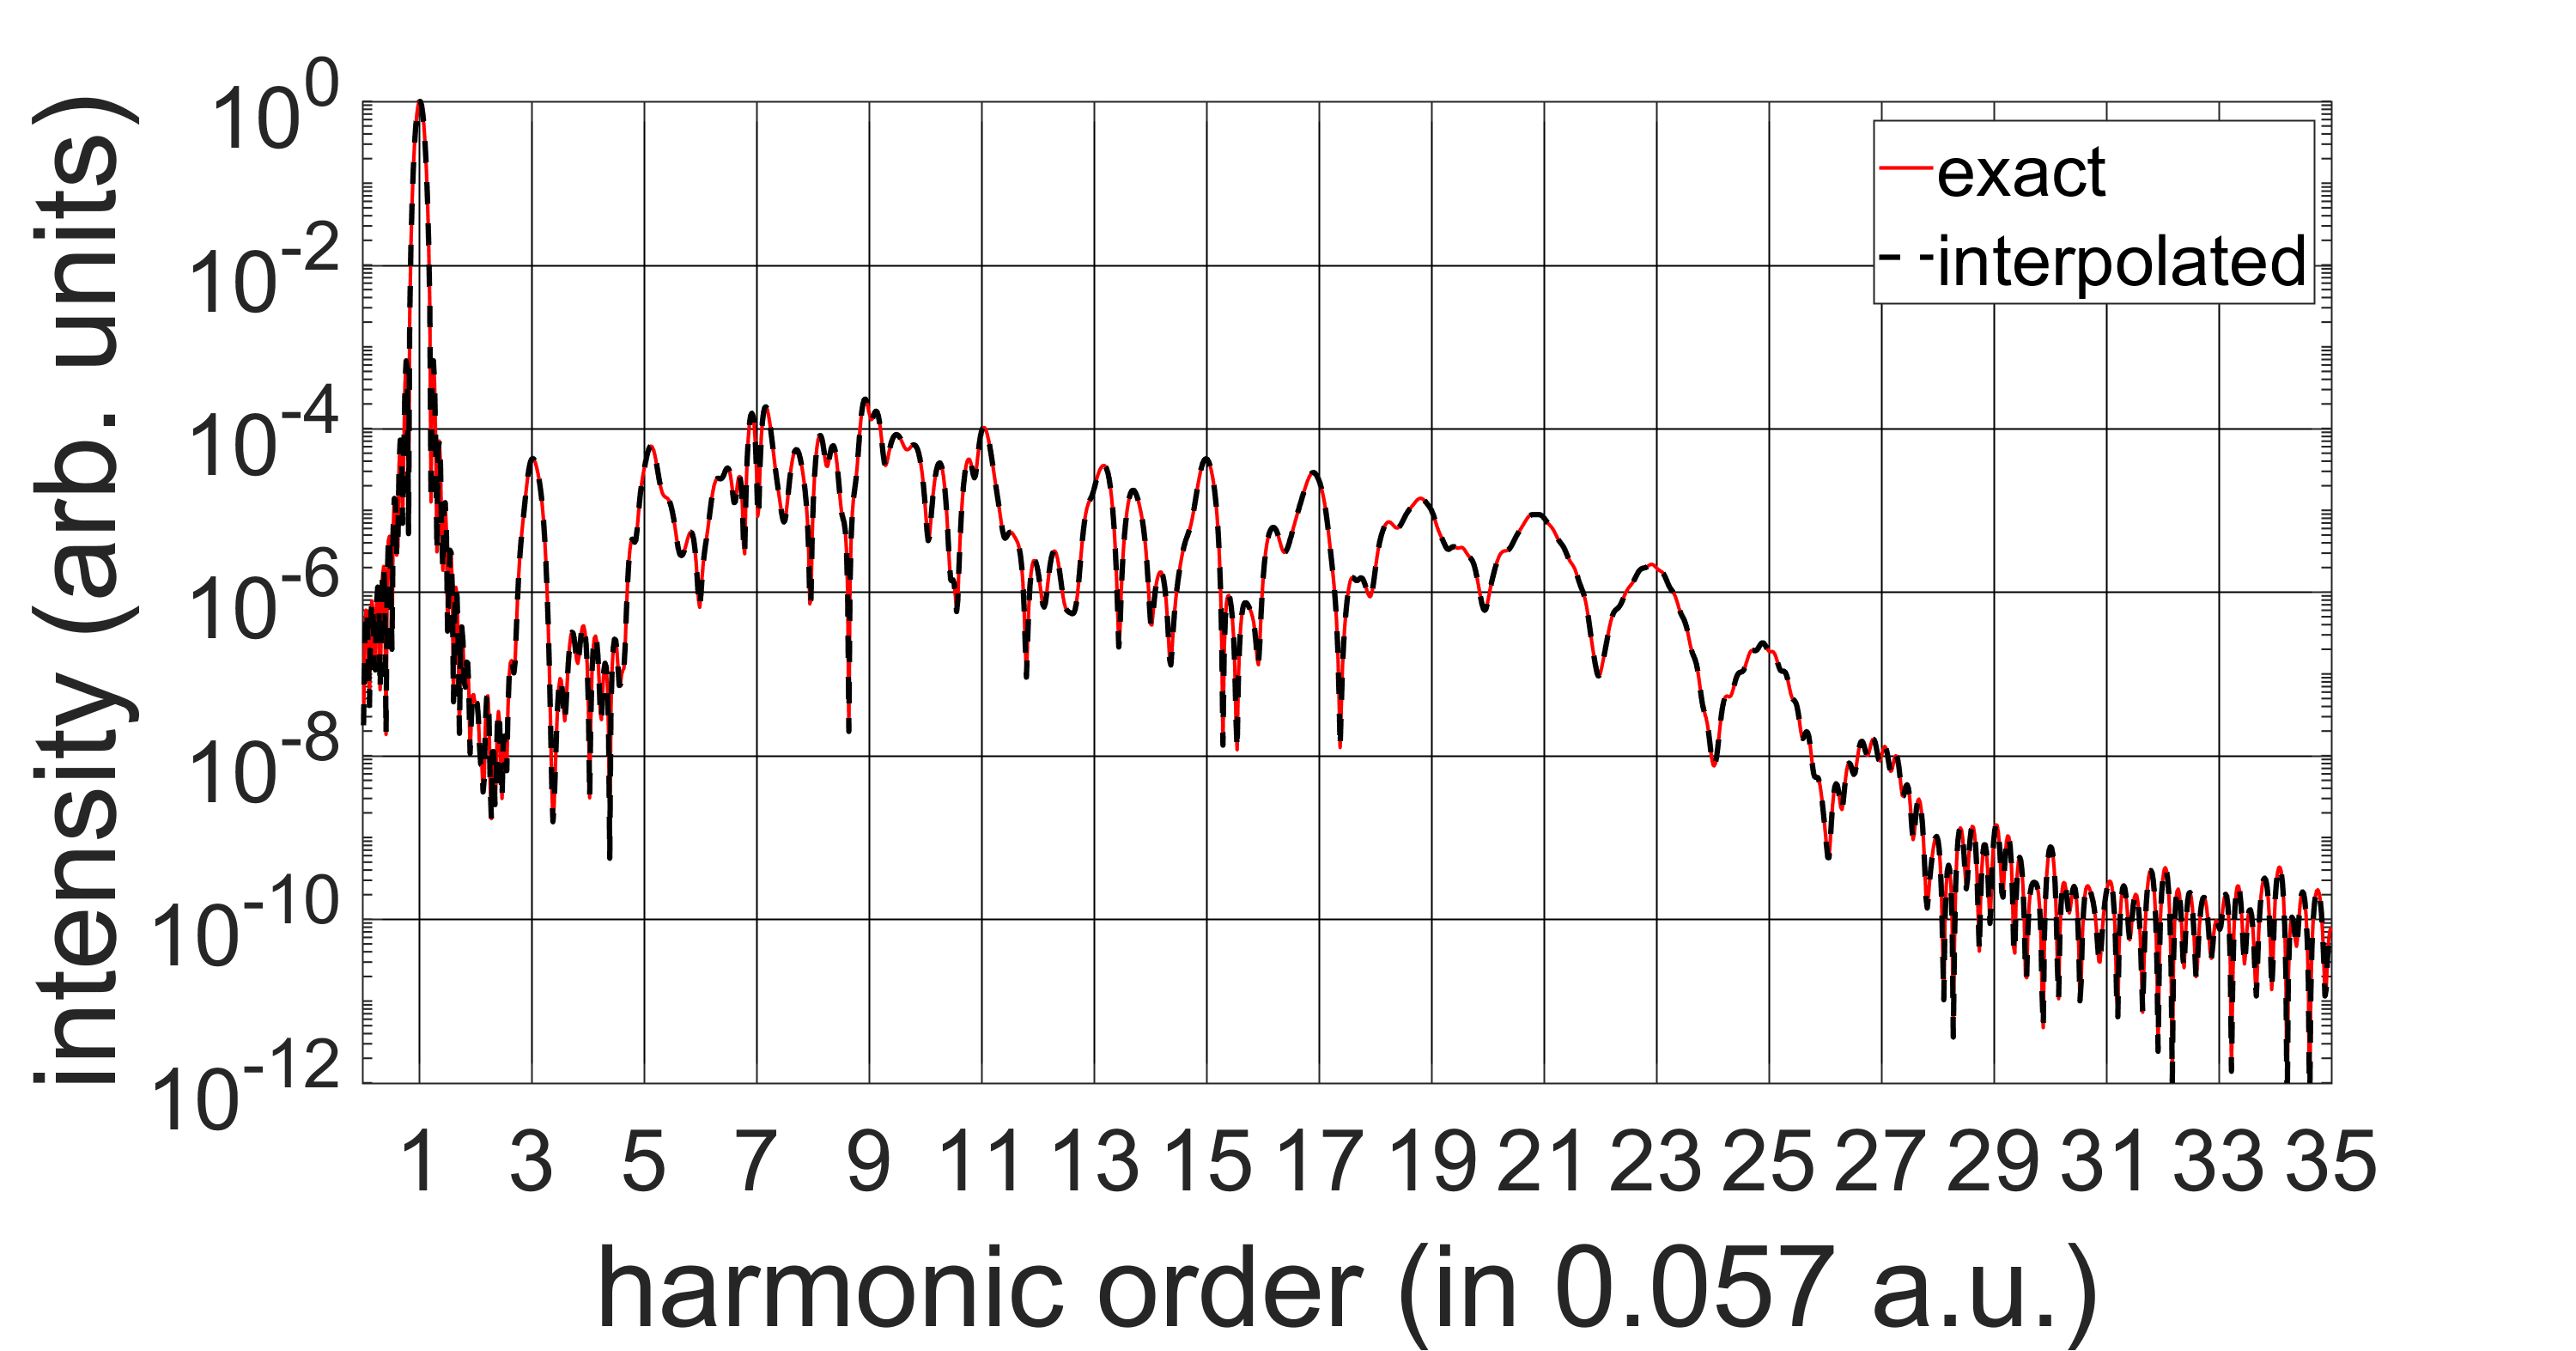 intensity (arb. units)
10^0
10^-2
10^-4
10^-6
10^-8
10^-10
10^-12
exact
interpolated
1 3 5 7 9 11 13 15 17 19 21 23 25 27 29 31 33 35
harmonic order (in 0.057 a.u.)